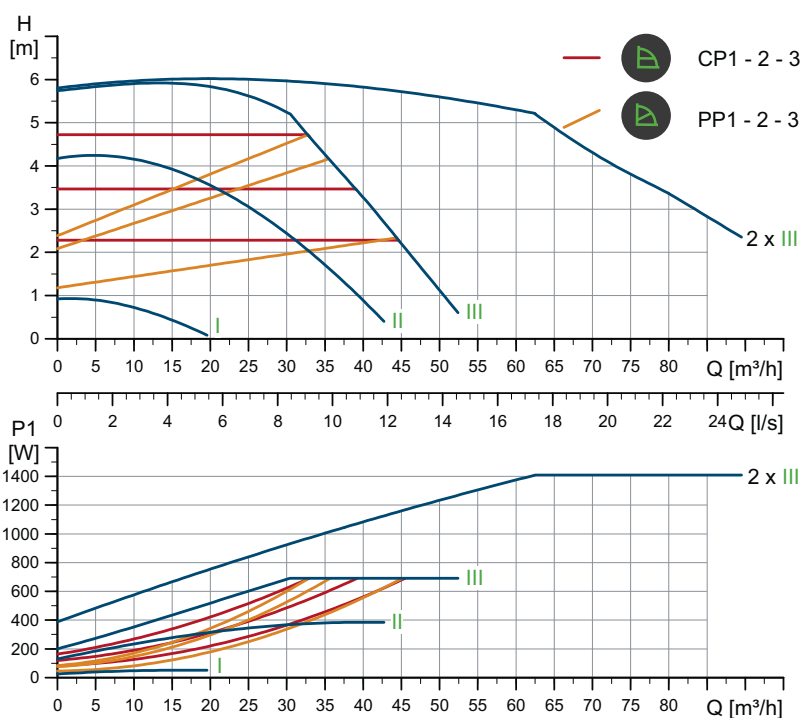 H
[m]
CP1 - 2 - 3
PP1 - 2 - 3
6
5
4
3
2
1
0
2 x III
III
II
I
0 5 10 15 20 25 30 35 40 45 50 55 60 65 70 75 80 Q [m³/h]
0 2 4 6 8 10 12 14 16 18 20 22 24 Q [l/s]
P1
[W]
1400
1200
1000
800
600
400
200
0
2 x III
III
II
I
0 5 10 15 20 25 30 35 40 45 50 55 60 65 70 75 80 Q [m³/h]